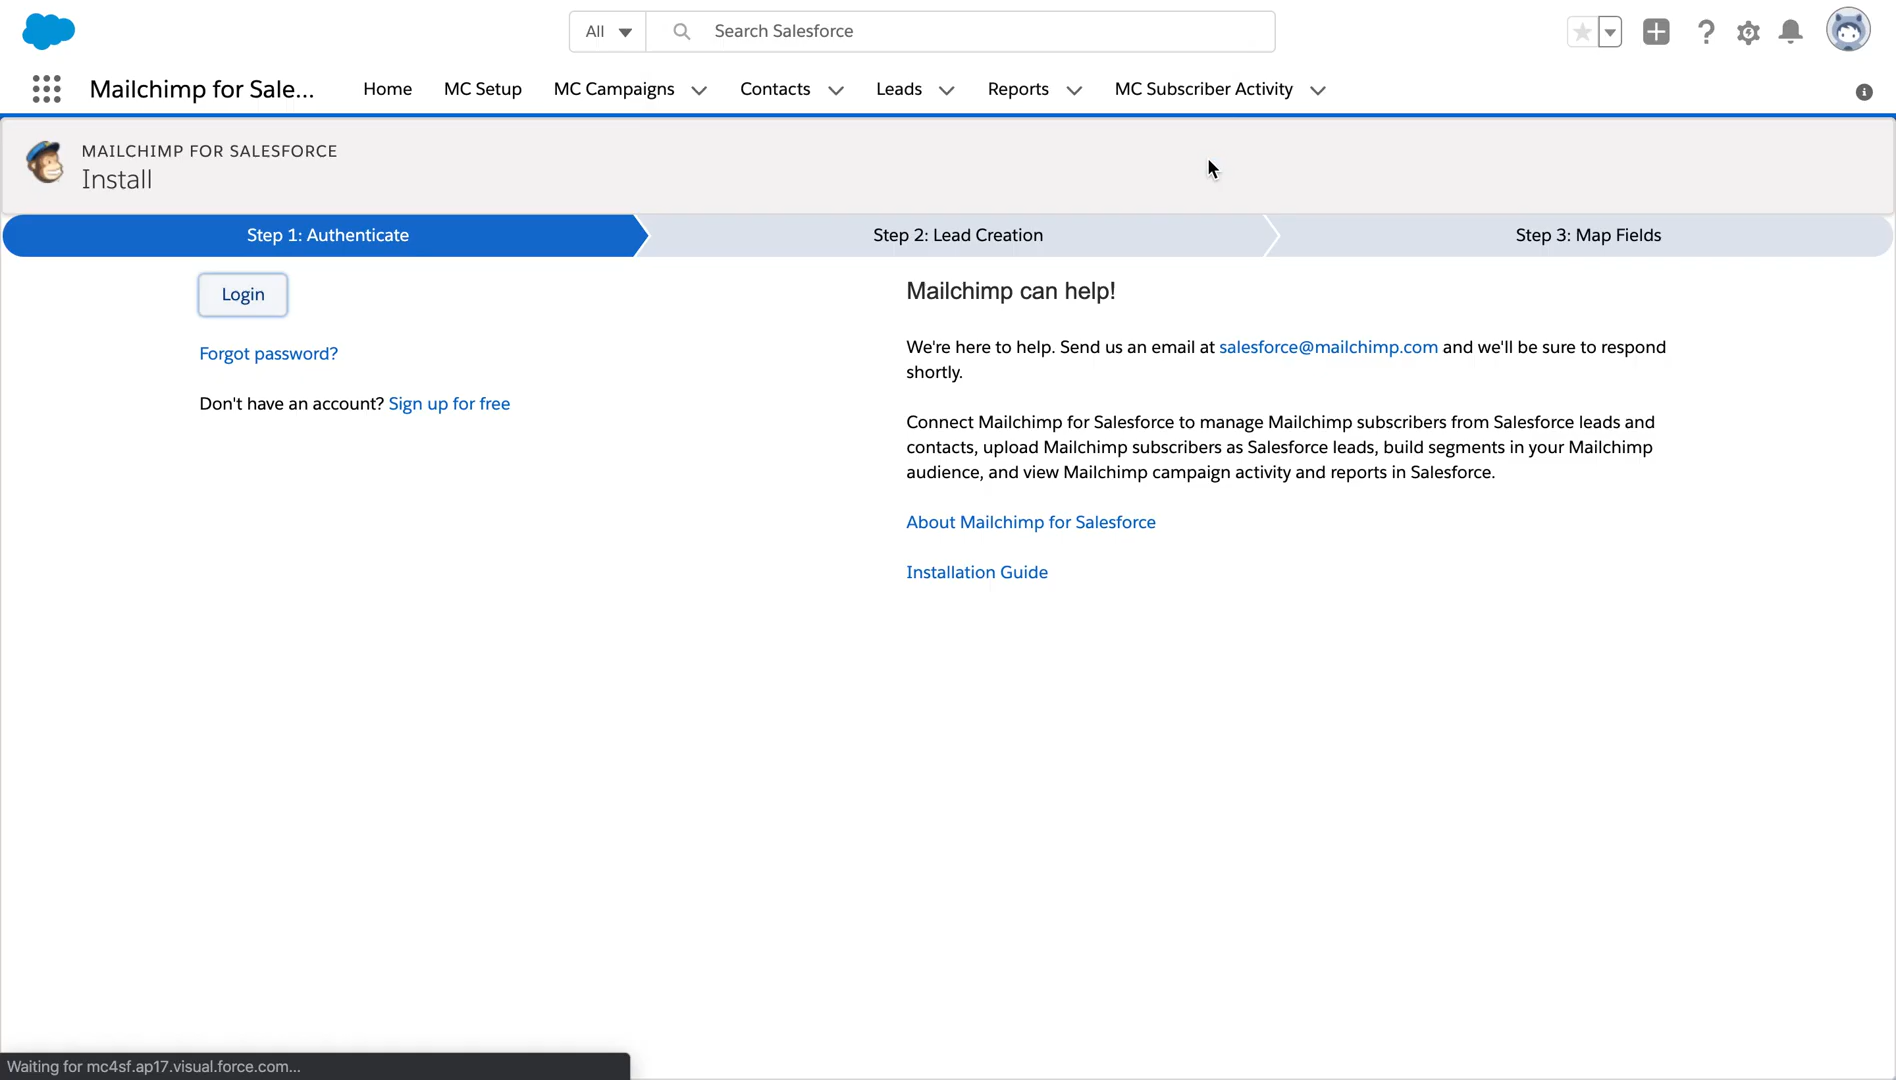 All
Search Salesforce
Mailchimp for Sale...
Home
MC Setup
MC Campaigns
Contacts
Leads
Reports
MC Subscriber Activity
MAILCHIMP FOR SALESFORCE
Install
Step 1: Authenticate
Step 2: Lead Creation
Step 3: Map Fields
Login
Forgot password?
Don't have an account? Sign up for free
Mailchimp can help!
We're here to help. Send us an email at salesforce@mailchimp.com and we'll be sure to respond
shortly.
Connect Mailchimp for Salesforce to manage Mailchimp subscribers from Salesforce leads and
contacts, upload Mailchimp subscribers as Salesforce leads, build segments in your Mailchimp
audience, and view Mailchimp campaign activity and reports in Salesforce.
About Mailchimp for Salesforce
Installation Guide
Waiting for mc4sf.ap17.visual.force.com...